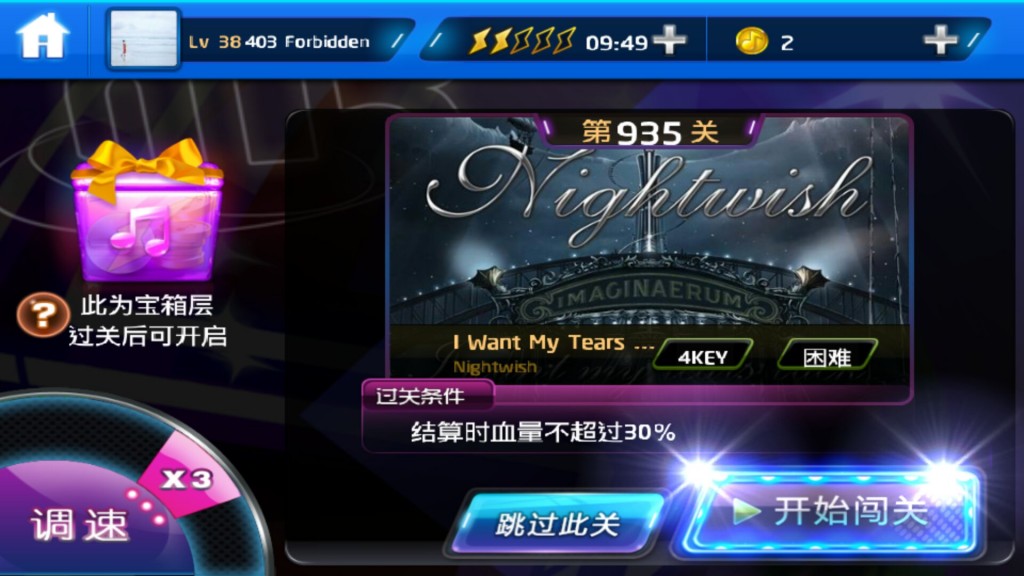 Lv 38 403 Forbidden
09:49
2
第935关
Nightwish
IMAGINAERUM
此为宝箱层
过关后可开启
I Want My Tears ...
Nightwish
4KEY
困难
过关条件
结算时血量不超过30%
X3
调速
跳过此关
开始闯关